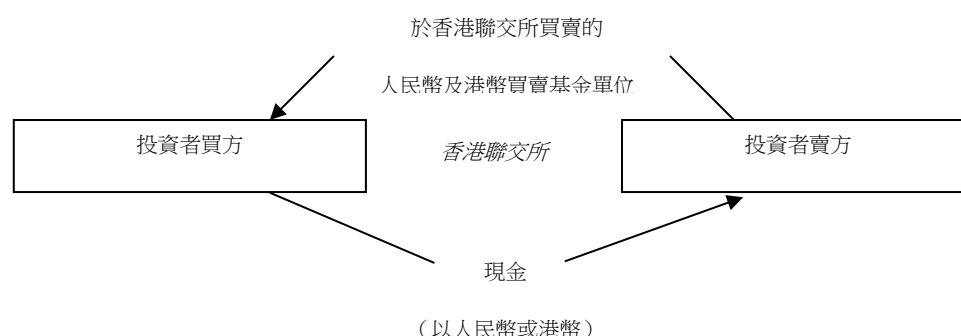 於香港聯交所買賣的
人民幣及港幣買賣基金單位
投資者買方
香港聯交所
投資者賣方
現金
（以人民幣或港幣）